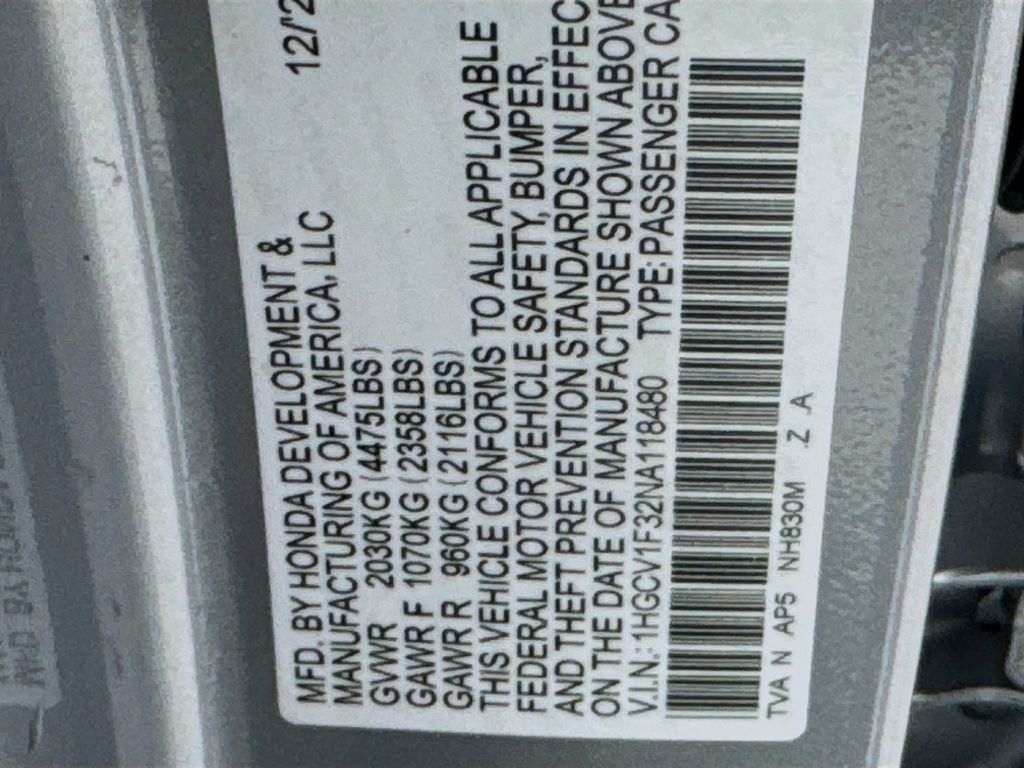 MFD. BY HONDA DEVELOPMENT &
MANUFACTURING OF AMERICA, LLC 12/'2
GVWR 2030KG (4475LBS)
GAWR F 1070KG (2358LBS)
GAWR R 960KG (2116LBS)
THIS VEHICLE CONFORMS TO ALL APPLICABLE
FEDERAL MOTOR VEHICLE SAFETY, BUMPER,
AND THEFT PREVENTION STANDARDS IN EFFEC
ON THE DATE OF MANUFACTURE SHOWN ABOVE
V.I.N.: 1HGCV1F32NA118480 TYPE: PASSENGER CA
TVA N AP5 NH830M .Z .A